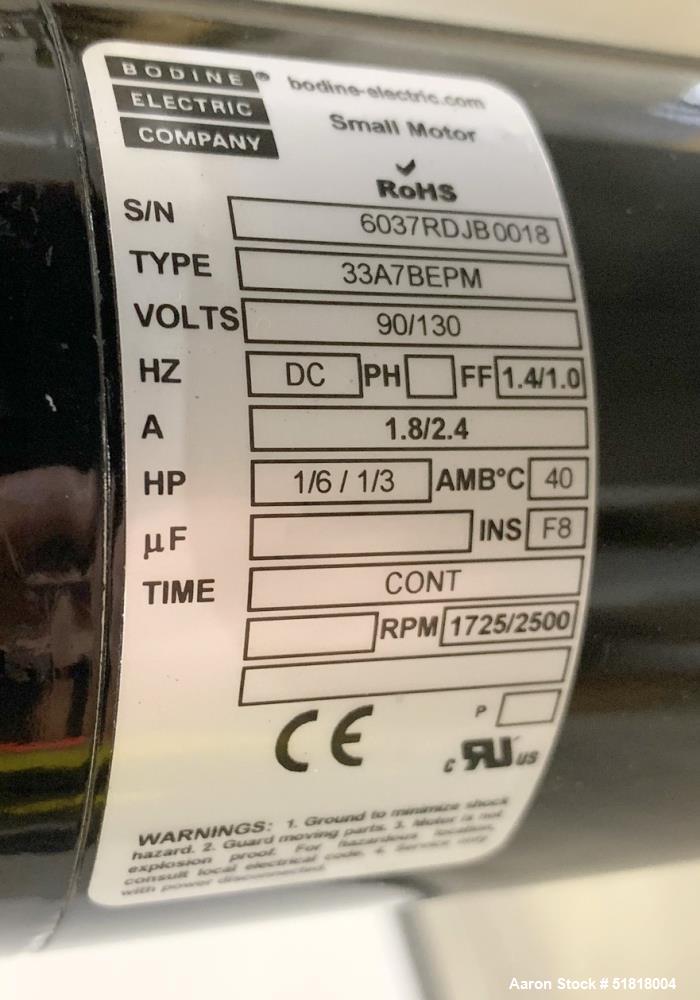 BODINE®
ELECTRIC
COMPANY
bodine-electric.com
Small Motor
RoHS
S/N 6037RDJB0018
TYPE 33A7BEPM
VOLTS 90/130
HZ DC PH FF 1.4/1.0
A 1.8/2.4
HP 1/6 / 1/3 AMB°C 40
µF INS F8
TIME CONT
RPM 1725/2500
P
CE
c RU US
WARNINGS: 1. Ground to minimize shock
hazard. 2. Guard moving parts. 3. Motor is not
explosion proof. For hazardous location,
consult local electrical code. 4. Service only
with power disconnected.
Aaron Stock # 51818004